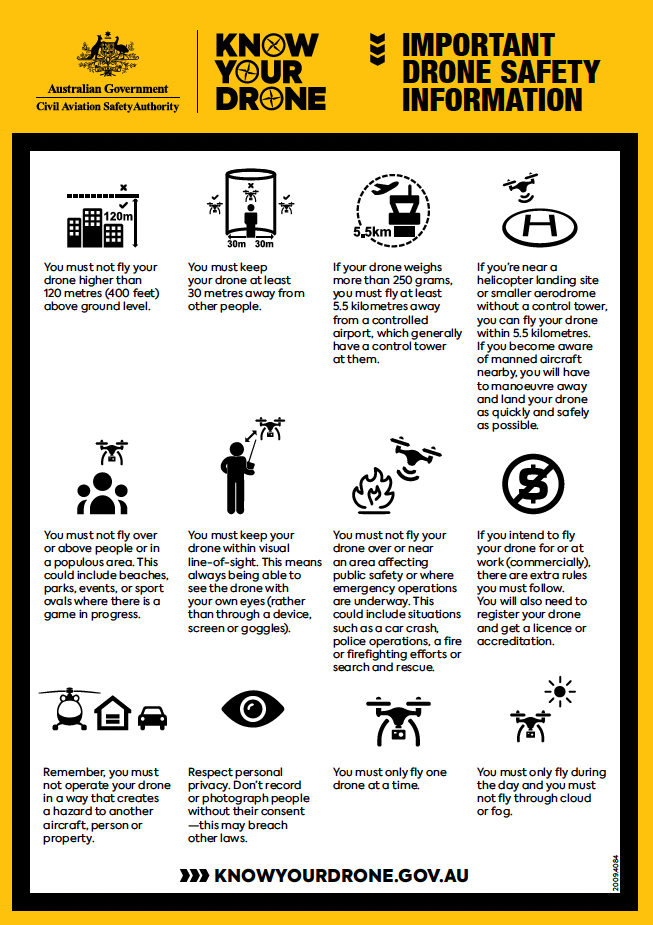 Australian Government
Civil Aviation Safety Authority
KNOW
YOUR
DRONE
IMPORTANT
DRONE SAFETY
INFORMATION
120m
You must not fly your
drone higher than
120 metres (400 feet)
above ground level.
30m 30m
You must keep
your drone at least
30 metres away from
other people.
5.5km
If your drone weighs
more than 250 grams,
you must fly at least
5.5 kilometres away
from a controlled
airport, which generally
have a control tower
at them.
H
If you're near a
helicopter landing site
or smaller aerodrome
without a control tower,
you can fly your drone
within 5.5 kilometres.
If you become aware
of manned aircraft
nearby, you will have
to manoeuvre away
and land your drone
as quickly and safely
as possible.
You must not fly over
or above people or in
a populous area. This
could include beaches,
parks, events, or sport
ovals where there is a
game in progress.
You must keep your
drone within visual
line-of-sight. This means
always being able to
see the drone with
your own eyes (rather
than through a device,
screen or goggles).
You must not fly your
drone over or near
an area affecting
public safety or where
emergency operations
are underway. This
could include situations
such as a car crash,
police operations, a fire
or firefighting efforts or
search and rescue.
$
If you intend to fly
your drone for or at
work (commercially),
there are extra rules
you must follow.
You will also need to
register your drone
and get a licence or
accreditation.
Remember, you must
not operate your drone
in a way that creates
a hazard to another
aircraft, person or
property.
Respect personal
privacy. Don't record
or photograph people
without their consent
—this may breach
other laws.
You must only fly one
drone at a time.
You must only fly during
the day and you must
not fly through cloud
or fog.
KNOWYOURDRONE.GOV.AU
2009.4084